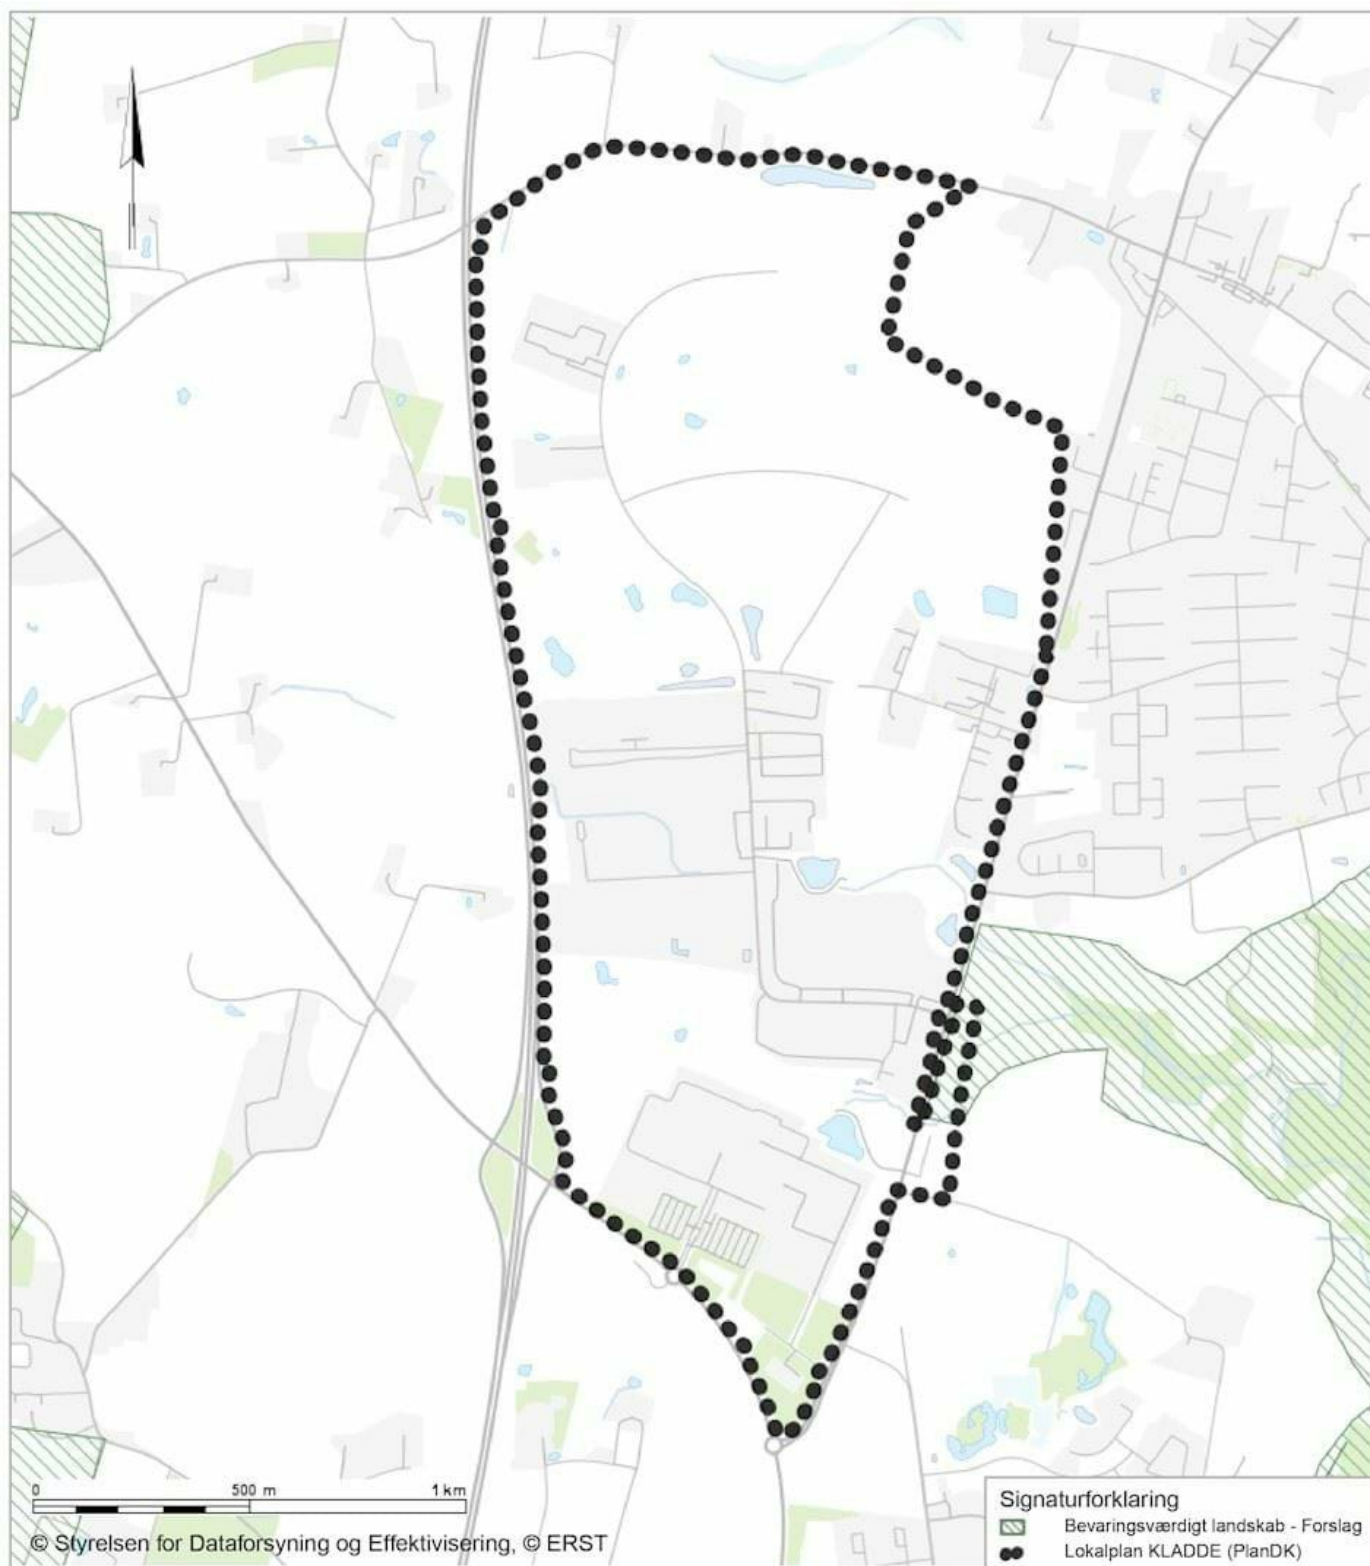 0 500 m 1 km
© Styrelsen for Dataforsyning og Effektivisering, © ERST
Signaturforklaring
Bevaringsværdigt landskab - Forslag
Lokalplan KLADDE (PlanDK)